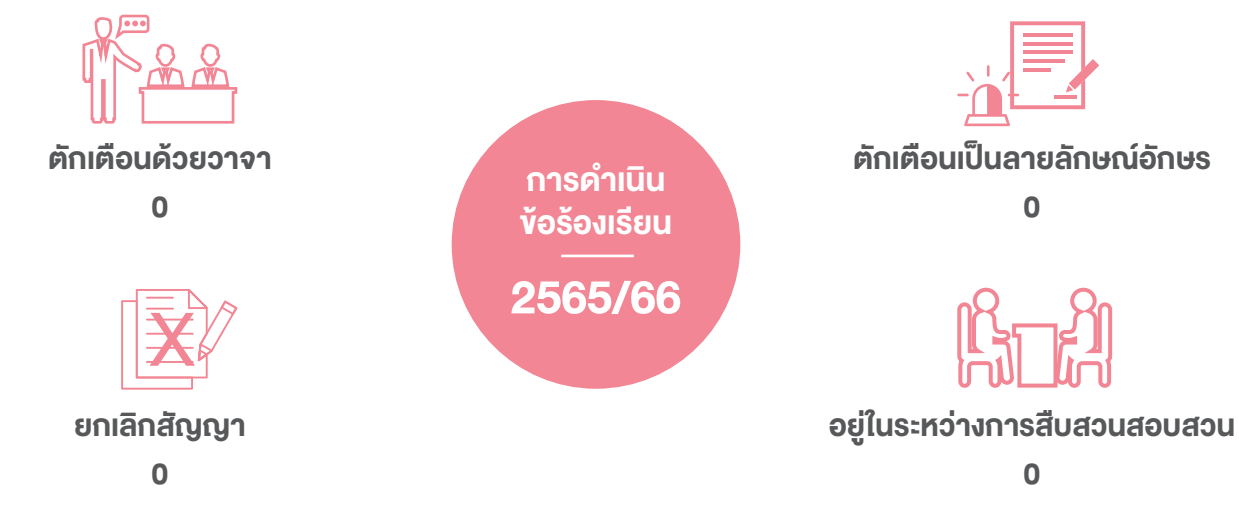 ตักเตือนด้วยวาจา
0
การดำเนิน
ข้อร้องเรียน
2565/66
ตักเตือนเป็นลายลักษณ์อักษร
0
ยกเลิกสัญญา
0
อยู่ในระหว่างการสืบสวนสอบสวน
0